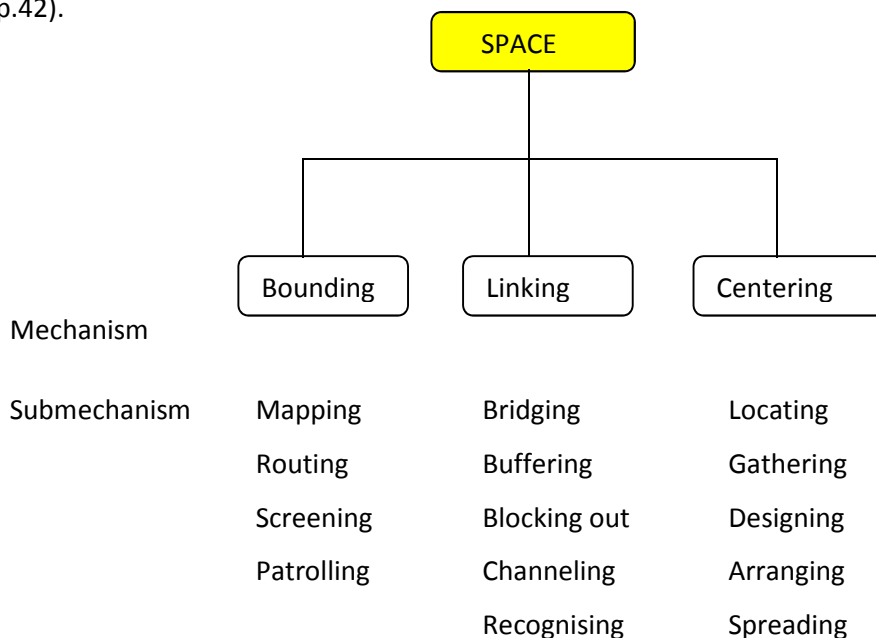 p.42).
SPACE
Bounding Linking Centering
Mechanism
Submechanism Mapping Bridging Locating
Routing Buffering Gathering
Screening Blocking out Designing
Patrolling Channeling Arranging
Recognising Spreading